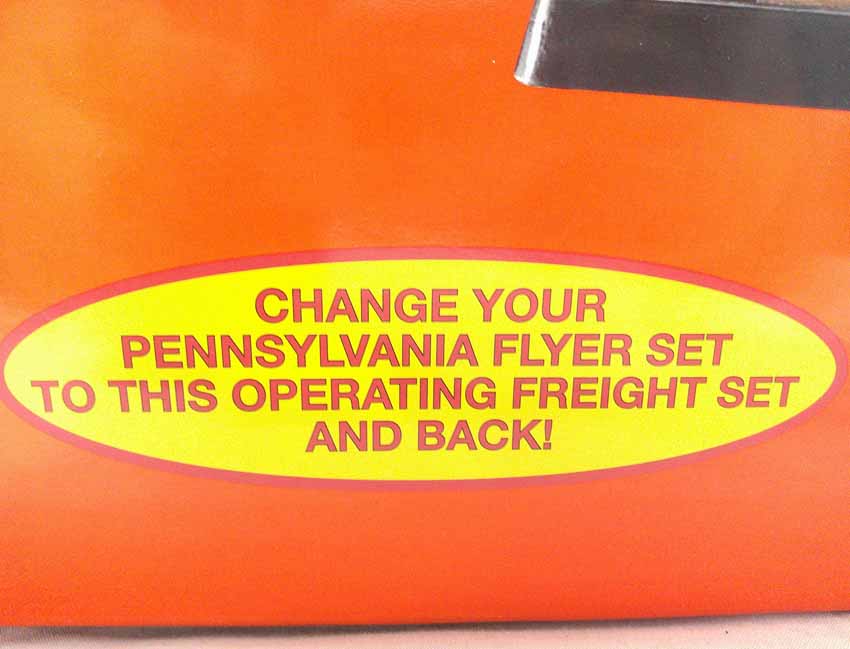 CHANGE YOUR
PENNSYLVANIA FLYER SET
TO THIS OPERATING FREIGHT SET
AND BACK!